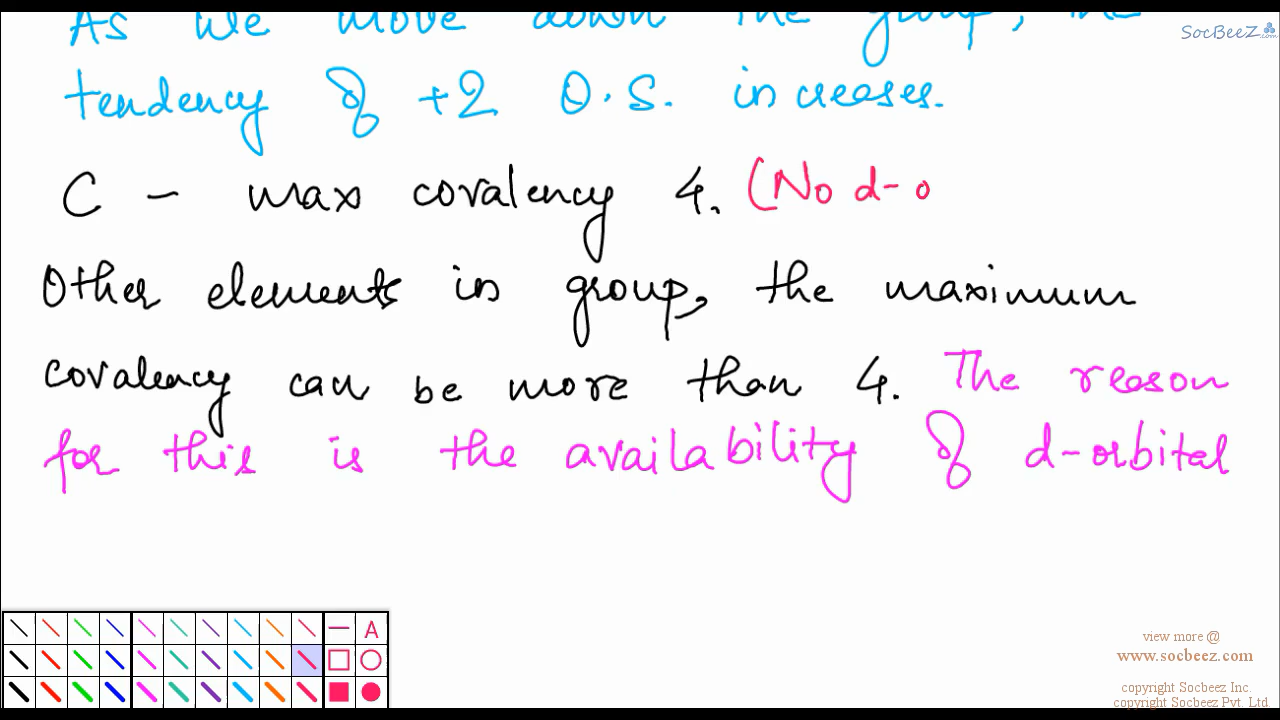 As we move down the group, the
SocBeeZ.com
tendency of +2 O.S. increases.
C - max covalency 4. (No d-o
Other elements in group, the maximum
covalency can be more than 4. The reason
for this is the availability of d-orbital
A
view more @
www.socbeez.com
copyright Socbeez Inc.
copyright Socbeez Pvt. Ltd.